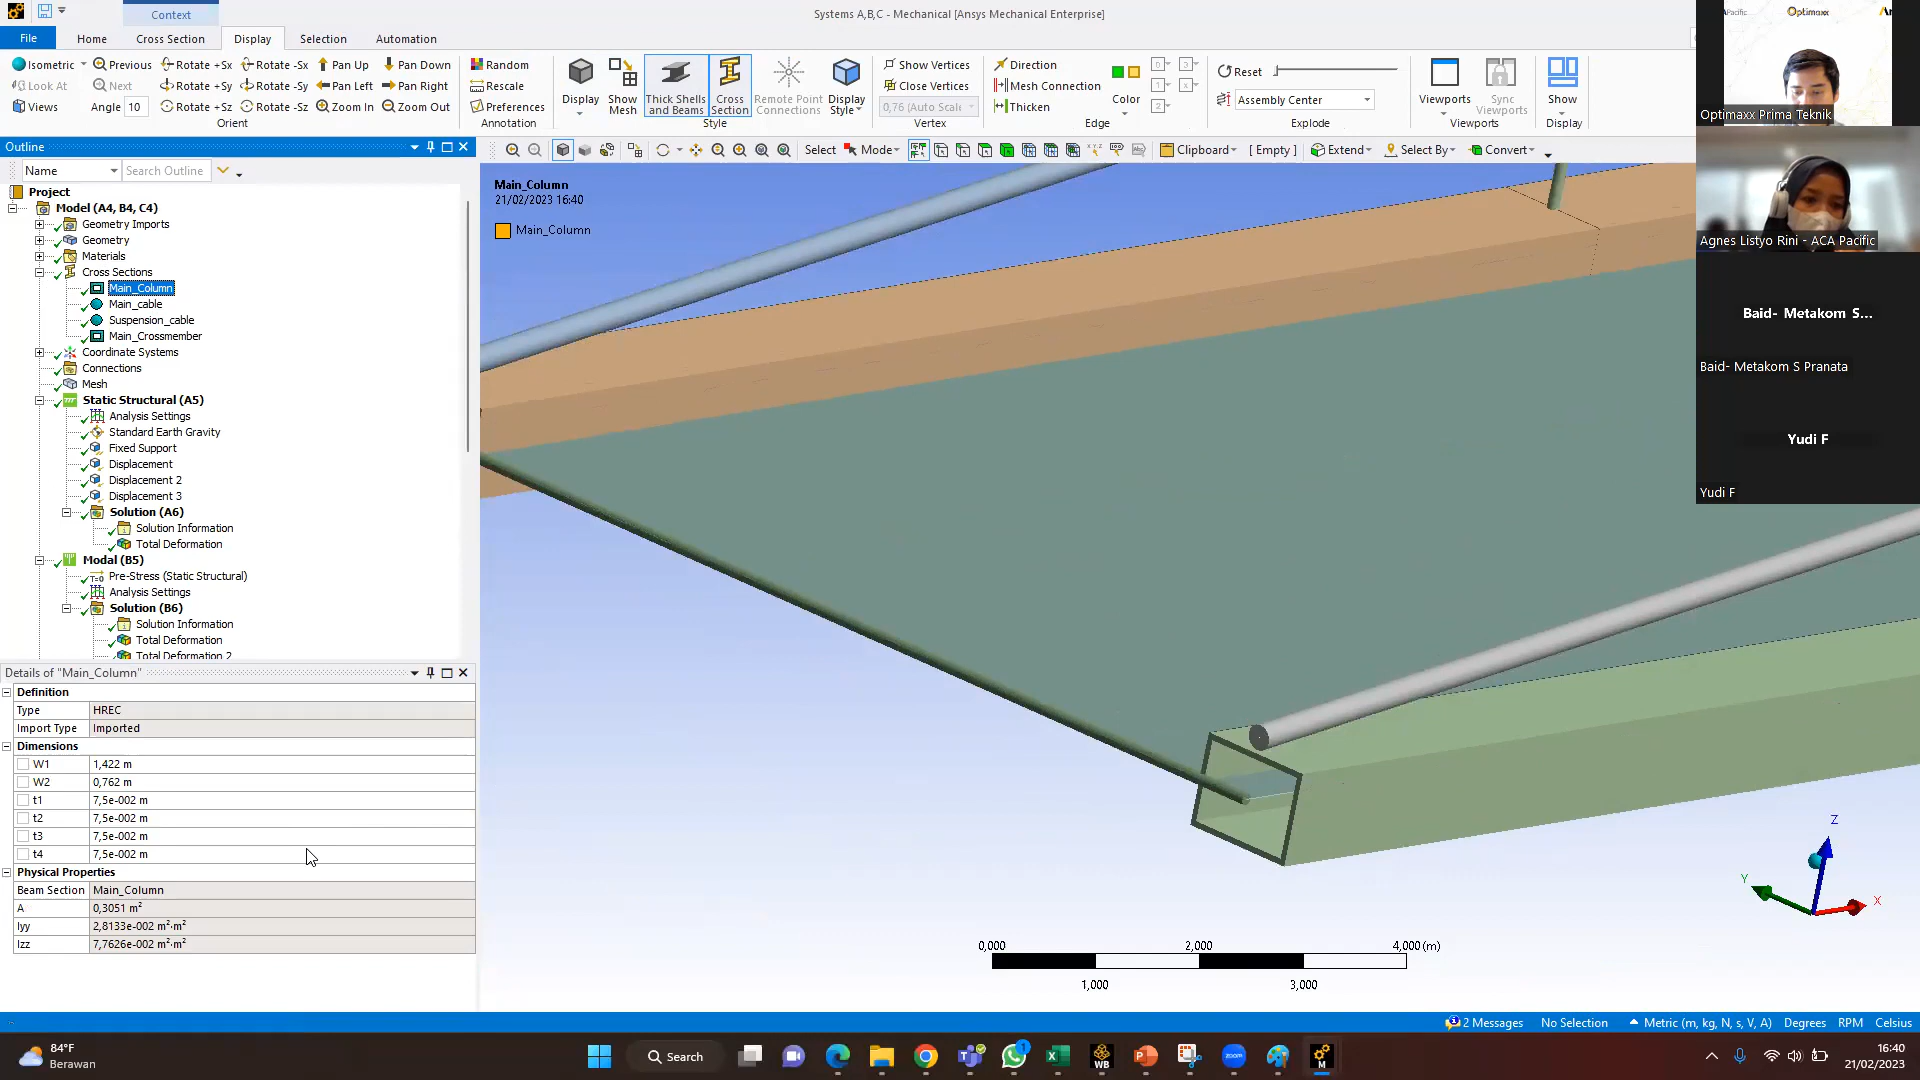 Context
Systems A,B,C - Mechanical [Ansys Mechanical Enterprise]
File Home Cross Section Display Selection Automation
Isometric Previous Rotate +Sx Rotate -Sx Pan Up Pan Down
Look At Next Rotate +Sy Rotate -Sy Pan Left Pan Right
Views Angle 10 Rotate +Sz Rotate -Sz Zoom In Zoom Out
Orient
Random
Rescale
Preferences
Annotation
Display
Show Mesh
Thick Shells and Beams
Cross Section
Remote Point Connections
Display Style
Style
Show Vertices
Close Vertices
0,76 (Auto Scale
Vertex
Direction
Mesh Connection
Thicken
Color
Edge
Reset
Assembly Center
Explode
Viewports
Sync Viewports
Viewports
Show
Display
Outline
Name Search Outline
Select Mode Clipboard [ Empty ] Extend Select By Convert
Project
Model (A4, B4, C4)
Geometry Imports
Geometry
Materials
Cross Sections
Main_Column
Main_cable
Suspension_cable
Main_Crossmember
Coordinate Systems
Connections
Mesh
Static Structural (A5)
Analysis Settings
Standard Earth Gravity
Fixed Support
Displacement
Displacement 2
Displacement 3
Solution (A6)
Solution Information
Total Deformation
Modal (B5)
Pre-Stress (Static Structural)
Analysis Settings
Solution (B6)
Solution Information
Total Deformation
Total Deformation 2
Details of "Main_Column"
Definition
Type HREC
Import Type Imported
Dimensions
W1 1,422 m
W2 0,762 m
t1 7,5e-002 m
t2 7,5e-002 m
t3 7,5e-002 m
t4 7,5e-002 m
Physical Properties
Beam Section Main_Column
A 0,3051 m²
Iyy 2,8133e-002 m²·m²
Izz 7,7626e-002 m²·m²
Main_Column
21/02/2023 16:40
Main_Column
0,000 2,000 4,000 (m)
1,000 3,000
Z
Y
X
Optimaxx
Optimaxx Prima Teknik
Agnes Listyo Rini - ACA Pacific
Baid- Metakom S...
Baid- Metakom S Pranata
Yudi F
Yudi F
2 Messages No Selection Metric (m, kg, N, s, V, A) Degrees RPM Celsius
84°F
Berawan
Search
16:40
21/02/2023